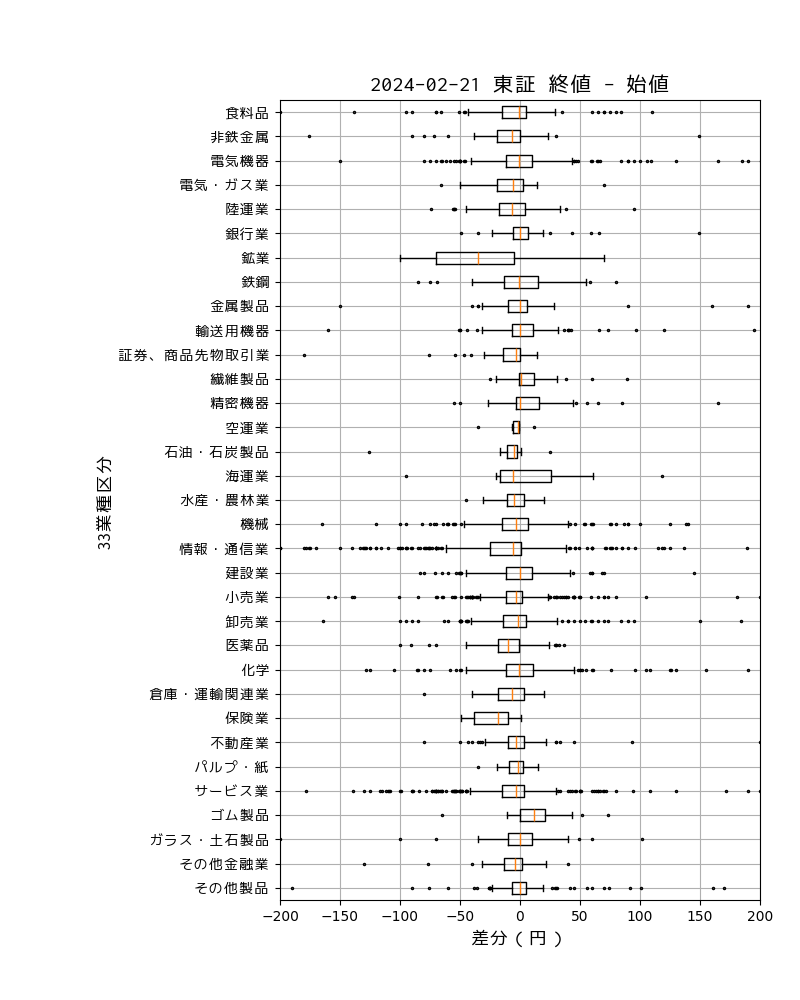 2024-02-21 東証 終値 - 始値
食料品
非鉄金属
電気機器
電気・ガス業
陸運業
銀行業
鉱業
鉄鋼
金属製品
輸送用機器
証券、商品先物取引業
繊維製品
精密機器
空運業
石油・石炭製品
海運業
水産・農林業
機械
情報・通信業
建設業
小売業
卸売業
医薬品
化学
倉庫・運輸関連業
保険業
不動産業
パルプ・紙
サービス業
ゴム製品
ガラス・土石製品
その他金融業
その他製品
33業種区分
−200 −150 −100 −50 0 50 100 150 200
差分 ( 円 )